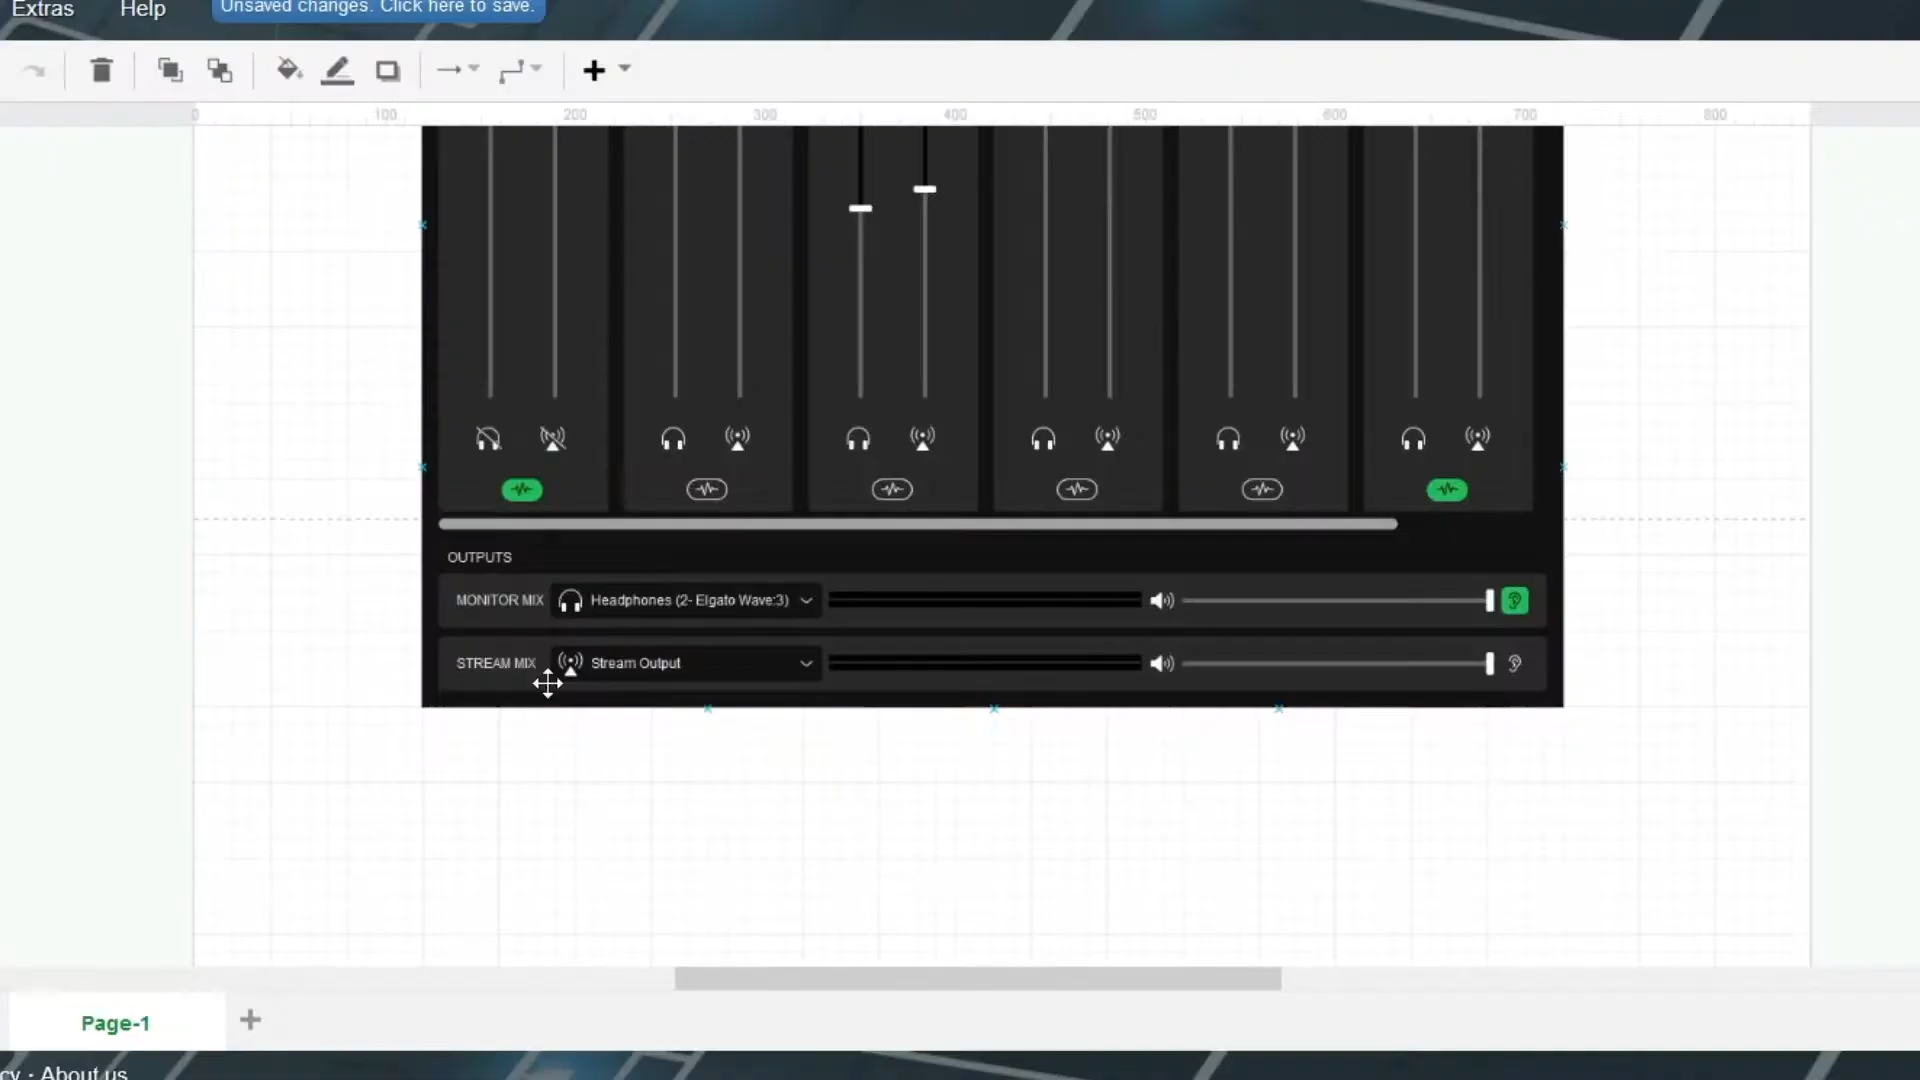 Extras Help Unsaved changes. Click here to save.
0 100 200 300 400 500 600 700 800
OUTPUTS
MONITOR MIX Headphones (2- Elgato Wave:3)
STREAM MIX Stream Output
Page-1
cy · About us